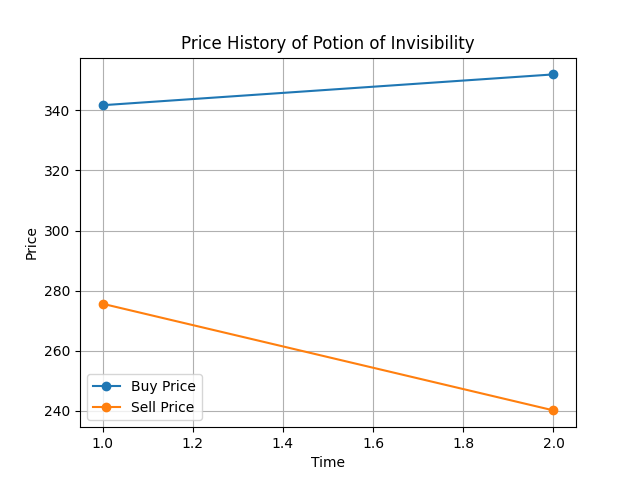 Price History of Potion of Invisibility
Price
340
320
300
280
260
240
Buy Price
Sell Price
1.0 1.2 1.4 1.6 1.8 2.0
Time